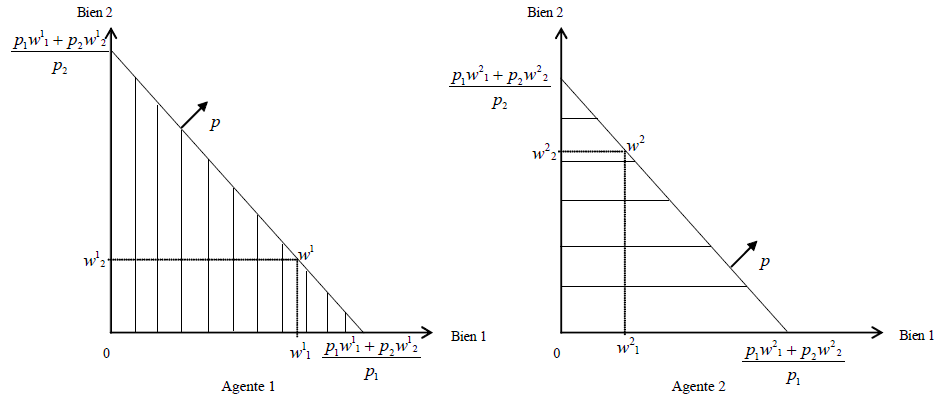 Bien 2
p₁w¹₁ + p₂w¹₂
p₂
p
w¹₂
w¹
0
w¹₁
p₁w¹₁ + p₂w¹₂
p₁
Bien 1
Agente 1
Bien 2
p₁w²₁ + p₂w²₂
p₂
w²₂
w²
p
0
w²₁
p₁w²₁ + p₂w²₂
p₁
Bien 1
Agente 2